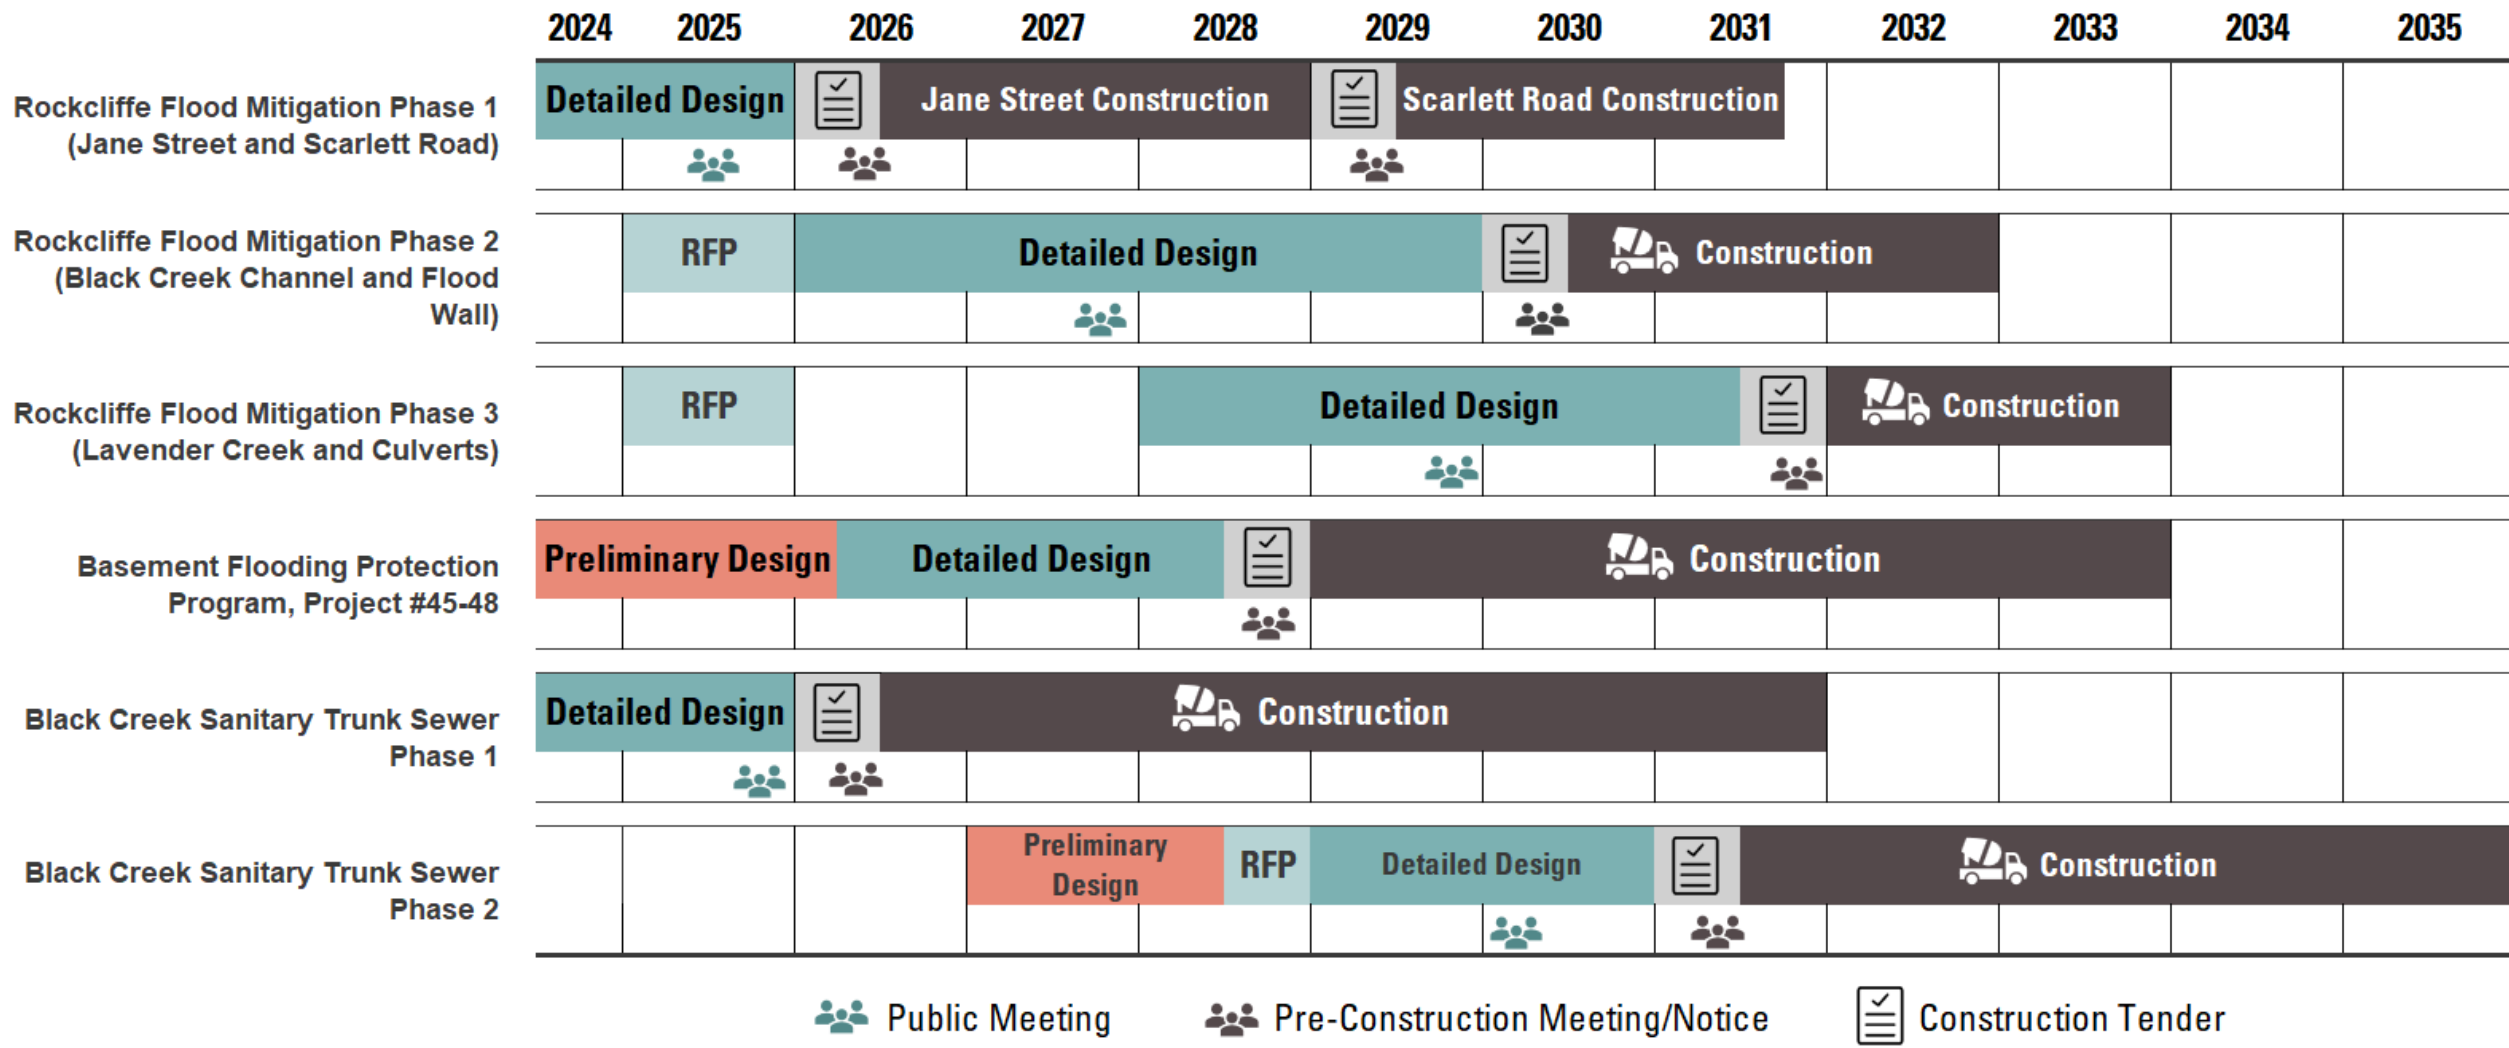 2024 2025 2026 2027 2028 2029 2030 2031 2032 2033 2034 2035
Rockcliffe Flood Mitigation Phase 1
(Jane Street and Scarlett Road)
Detailed Design
Jane Street Construction
Scarlett Road Construction
Rockcliffe Flood Mitigation Phase 2
(Black Creek Channel and Flood
Wall)
RFP
Detailed Design
Construction
Rockcliffe Flood Mitigation Phase 3
(Lavender Creek and Culverts)
RFP
Detailed Design
Construction
Basement Flooding Protection
Program, Project #45-48
Preliminary Design
Detailed Design
Construction
Black Creek Sanitary Trunk Sewer
Phase 1
Detailed Design
Construction
Black Creek Sanitary Trunk Sewer
Phase 2
Preliminary
Design
RFP
Detailed Design
Construction
Public Meeting
Pre-Construction Meeting/Notice
Construction Tender